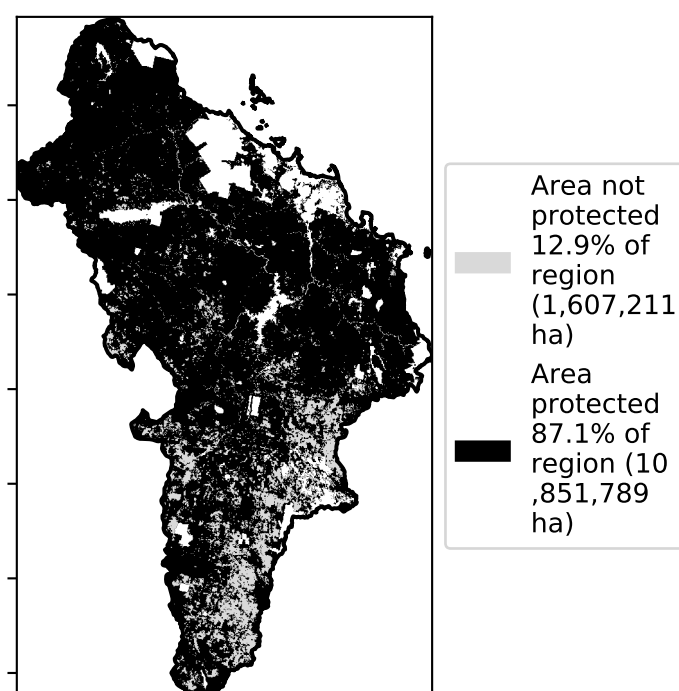 Area not
protected
12.9% of
region
(1,607,211
ha)
Area
protected
87.1% of
region (10
,851,789
ha)